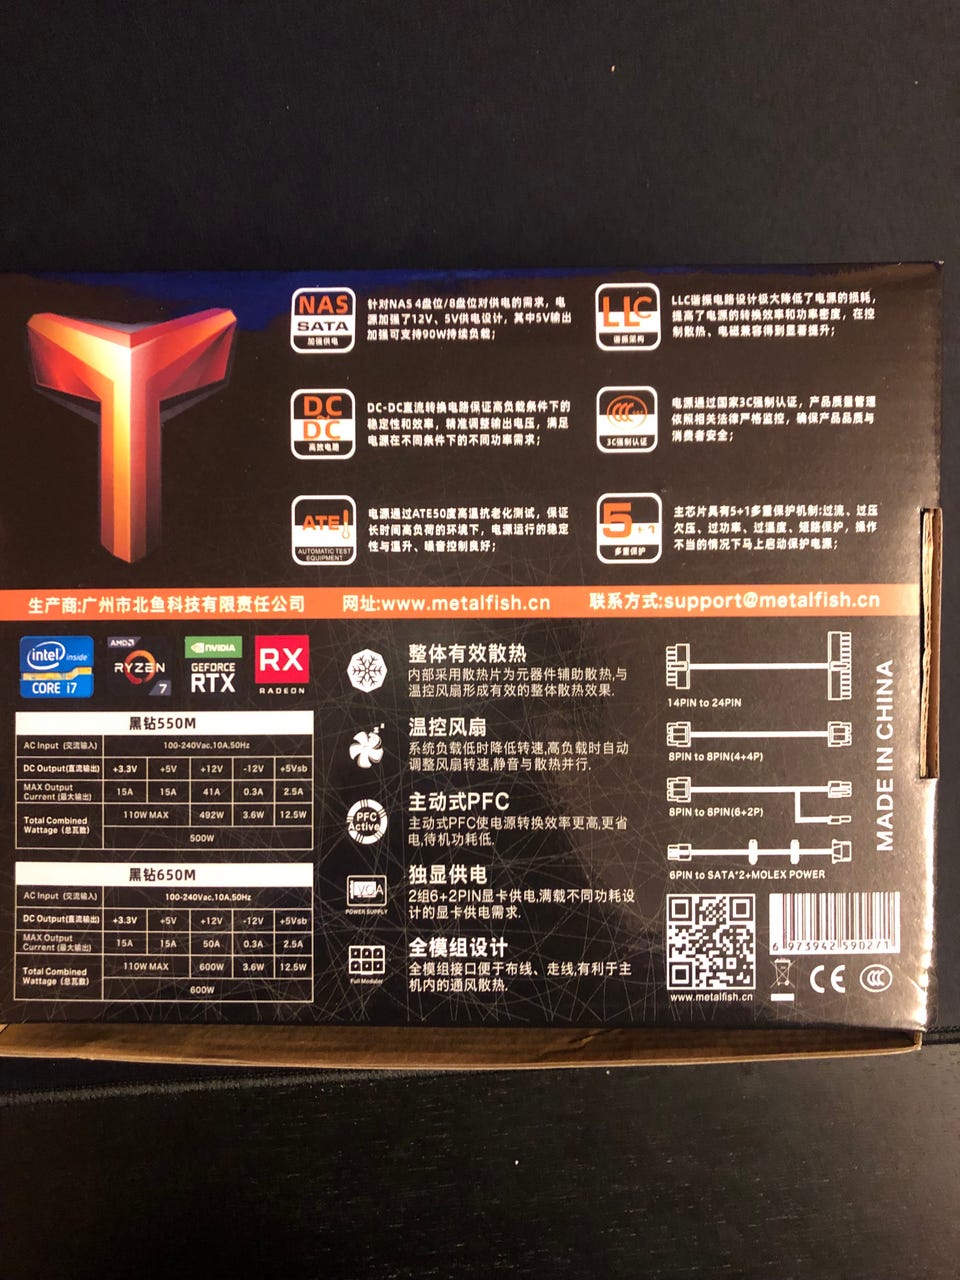 NAS
SATA
加强供电
针对NAS 4盘位/8盘位对供电的需求，电
源加强了12V、5V供电设计，其中5V输出
加强可支持90W持续负载；
LLC
谐振架构
LLC谐振电路设计极大降低了电源的损耗，
提高了电源的转换效率和功率密度，在控
制散热、电磁兼容得到显著提升；
DC
DC
高效电路
DC-DC直流转换电路保证高负载条件下的
稳定性和效率，精准调整输出电压，满足
电源在不同条件下的不同功率需求；
3C强制认证
电源通过国家3C强制认证，产品质量管理
依照相关法律严格监控，确保产品品质与
消费者安全；
ATE!
AUTOMATIC TEST
EQUIPMENT
电源通过ATE50度高温抗老化测试，保证
长时间高负荷的环境下，电源运行的稳定
性与温升、噪音控制良好；
5+1
多重保护
主芯片具有5+1多重保护机制:过流、过压
欠压、过功率、过温度、短路保护，操作
不当的情况下马上启动保护电源；
生产商:广州市北鱼科技有限责任公司 网址:www.metalfish.cn 联系方式:support@metalfish.cn
intel inside
CORE i7
AMD
RYZEN
7
NVIDIA
GEFORCE
RTX
RX
RADEON
黑钻550M
AC Input (交流输入) 100-240Vac,10A,50Hz
DC Output(直流输出) +3.3V +5V +12V -12V +5Vsb
MAX Output
Current (最大输出) 15A 15A 41A 0.3A 2.5A
Total Combined
Wattage (总瓦数) 110W MAX 492W 3.6W 12.5W
500W
黑钻650M
AC Input (交流输入) 100-240Vac,10A,50Hz
DC Output(直流输出) +3.3V +5V +12V -12V +5Vsb
MAX Output
Current (最大输出) 15A 15A 50A 0.3A 2.5A
Total Combined
Wattage (总瓦数) 110W MAX 600W 3.6W 12.5W
600W
整体有效散热
内部采用散热片为元器件辅助散热,与
温控风扇形成有效的整体散热效果.
温控风扇
系统负载低时降低转速,高负载时自动
调整风扇转速,静音与散热并行.
PFC
Active
主动式PFC
主动式PFC使电源转换效率更高,更省
电,待机功耗低.
VGA
POWER SUPPLY
独显供电
2组6+2PIN显卡供电,满载不同功耗设
计的显卡供电需求.
Full Moduler
全模组设计
全模组接口便于布线、走线,有利于主
机内的通风散热.
14PIN to 24PIN
8PIN to 8PIN(4+4P)
8PIN to 8PIN(6+2P)
6PIN to SATA*2+MOLEX POWER
MADE IN CHINA
www.metalfish.cn
6 973942 590271
CE
CCC